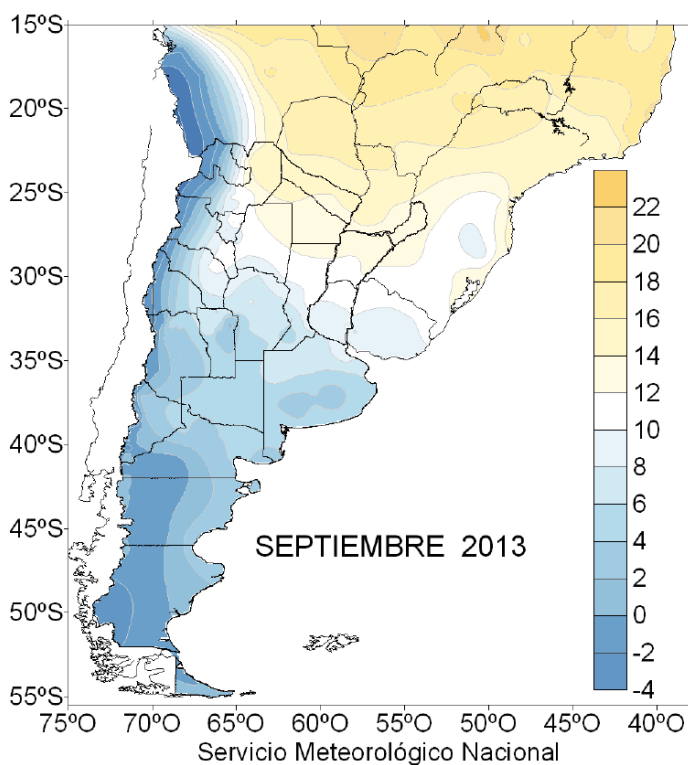 15ºS
20ºS
25ºS
30ºS
35ºS
40ºS
45ºS
50ºS
55ºS
22
20
18
16
14
12
10
8
6
4
2
0
-2
-4
SEPTIEMBRE 2013
75ºO 70ºO 65ºO 60ºO 55ºO 50ºO 45ºO 40ºO
Servicio Meteorológico Nacional